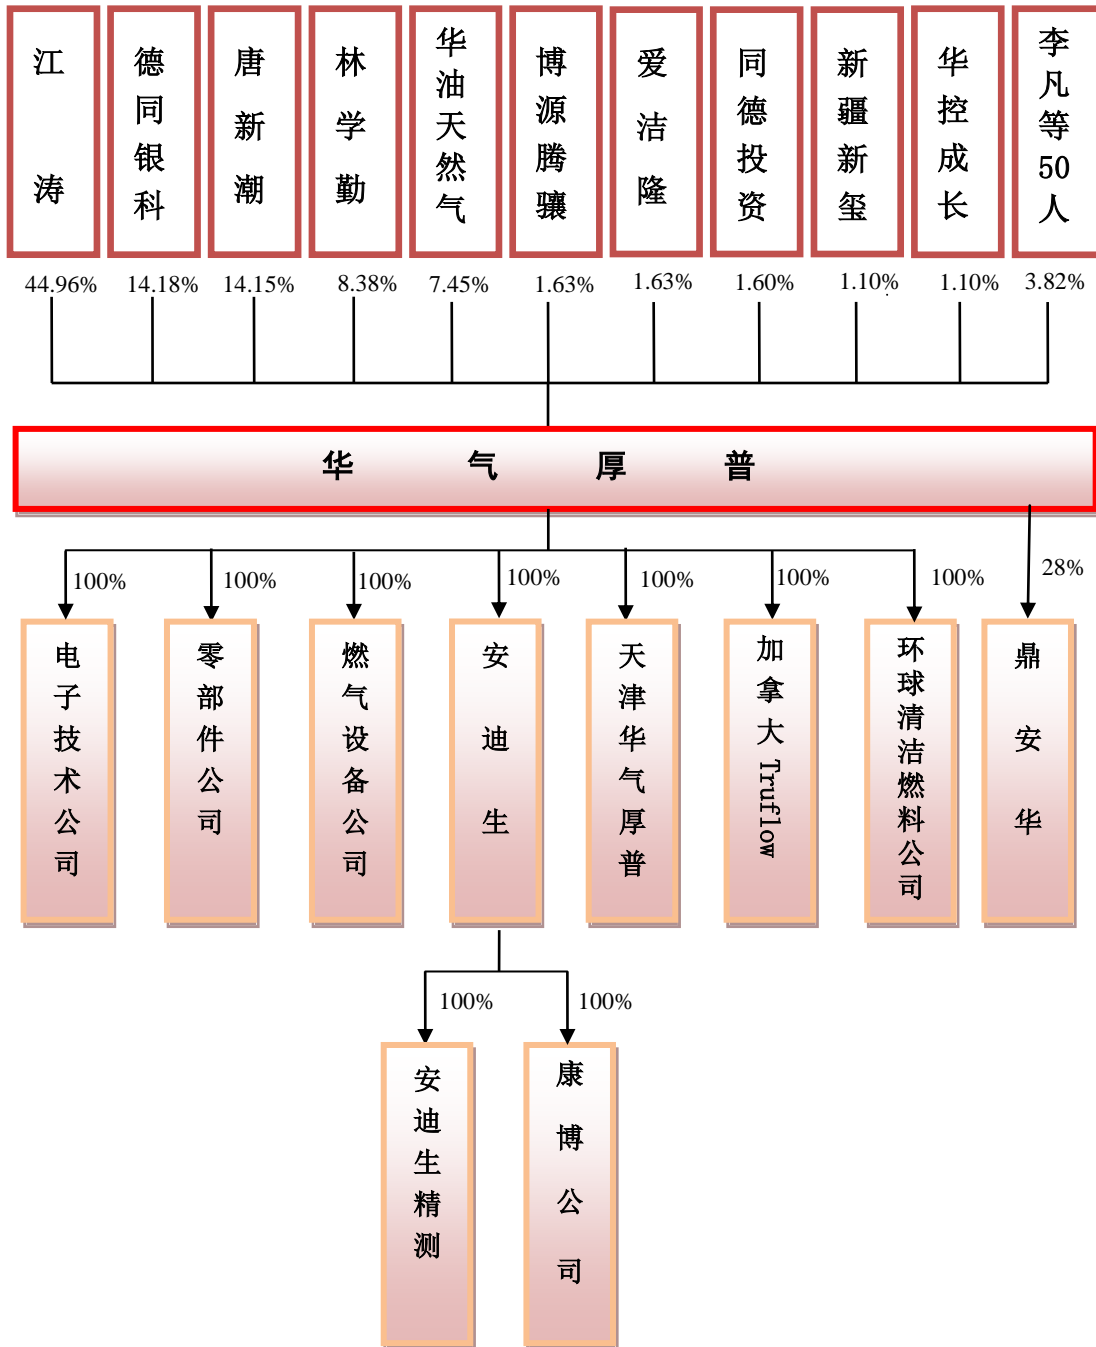 江涛
德同银科
唐新潮
林学勤
华油天然气
博源腾骧
爱洁隆
同德投资
新疆新玺
华控成长
李凡等50人
44.96%
14.18%
14.15%
8.38%
7.45%
1.63%
1.63%
1.60%
1.10%
1.10%
3.82%
华气厚普
100%
100%
100%
100%
100%
100%
100%
28%
电子技术公司
零部件公司
燃气设备公司
安迪生
天津华气厚普
加拿大Truflow
环球清洁燃料公司
鼎安华
100%
100%
安迪生精测
康博公司